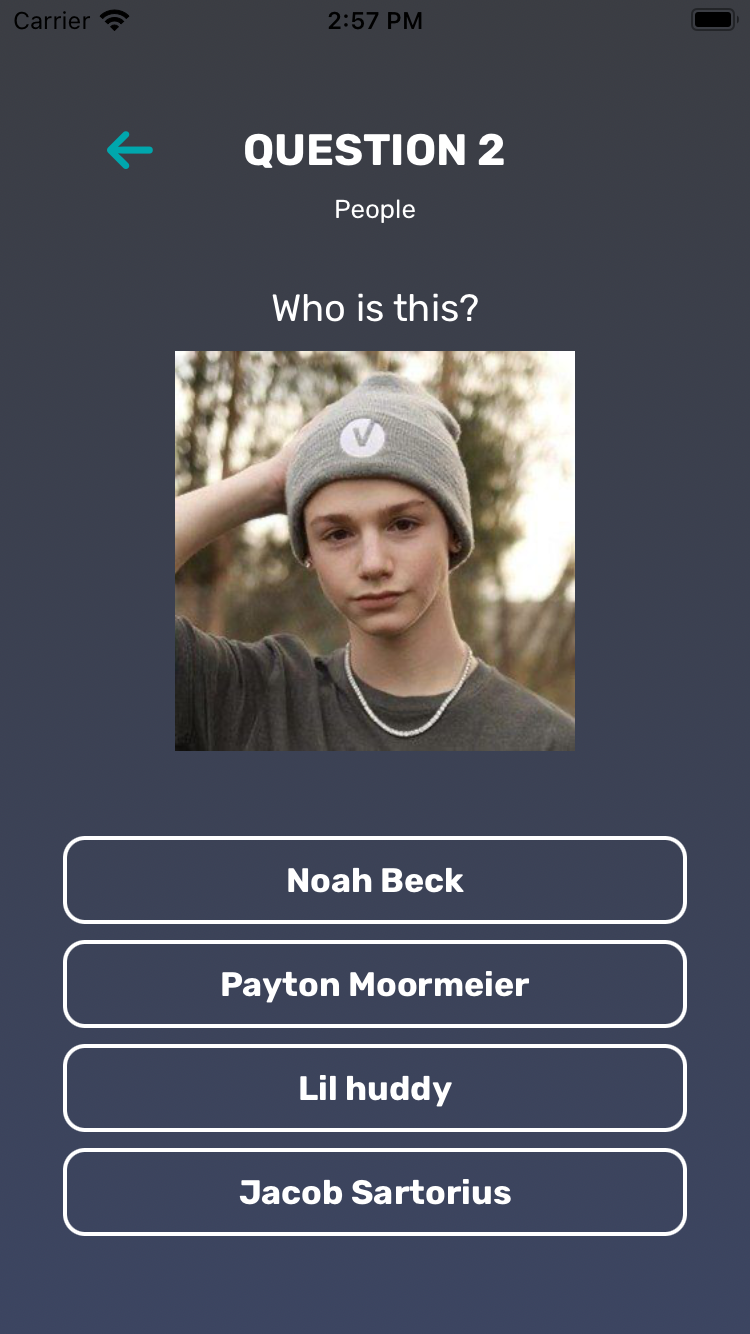 Carrier 2:57 PM
QUESTION 2
People
Who is this?
V
Noah Beck
Payton Moormeier
Lil huddy
Jacob Sartorius